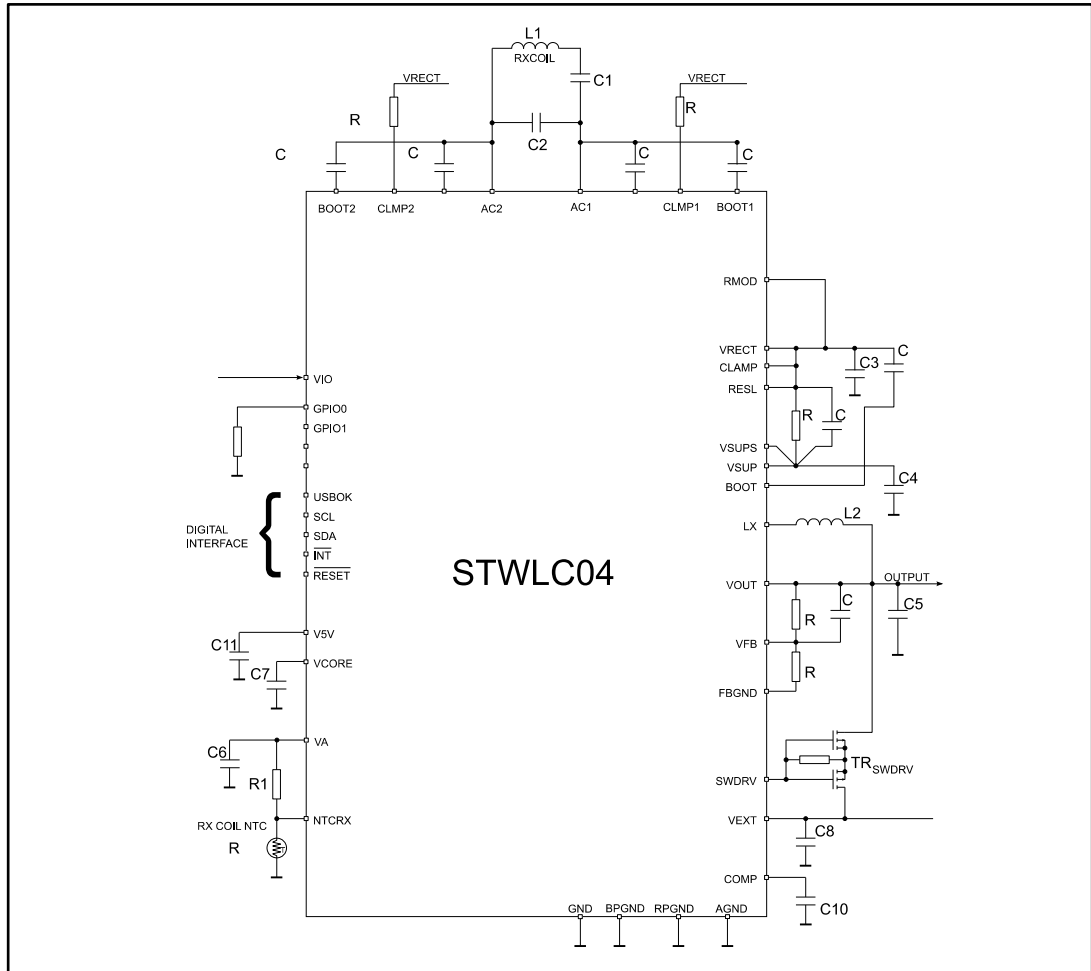 L1
RXCOIL
VRECT
C1
VRECT
R
R
C2
C
C
C
C
BOOT2
CLMP2
AC2
AC1
CLMP1
BOOT1
RMOD
VRECT
C3
C
CLAMP
VIO
RESL
GPIO0
R
C
GPIO1
VSUPS
VSUP
C4
BOOT
USBOK
SCL
LX
L2
DIGITAL
INTERFACE
{
SDA
INT
RESET
STWLC04
VOUT
OUTPUT
C
C5
R
V5V
C11
VFB
VCORE
C7
R
FBGND
VA
C6
R1
TRSWDRV
SWDRV
RX COIL NTC
NTCRX
VEXT
C8
R
T
COMP
C10
GND
BPGND
RPGND
AGND